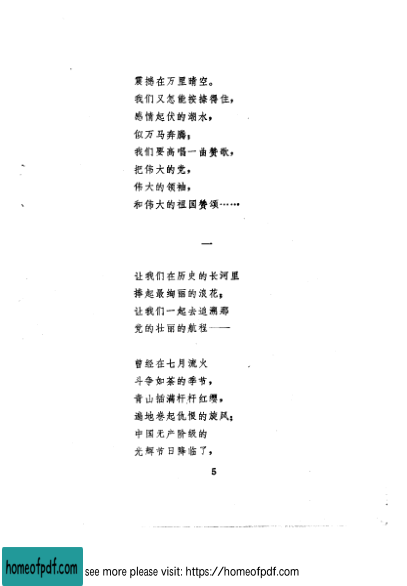 震撼在万里晴空。
我们又怎能按捺得住，
感情起伏的潮水，
似万马奔腾；
我们要高唱一曲赞歌，
把伟大的党，
伟大的领袖，
和伟大的祖国赞颂……
一
让我们在历史的长河里
捧起最绚丽的浪花；
让我们一起去追溯那
党的壮丽的航程——
曾经在七月流火
斗争如荼的季节，
青山插满杆杆红缨，
遍地卷起仇恨的旋风；
中国无产阶级的
光辉节日降临了，
5
homeofpdf.com
see more please visit: https://homeofpdf.com